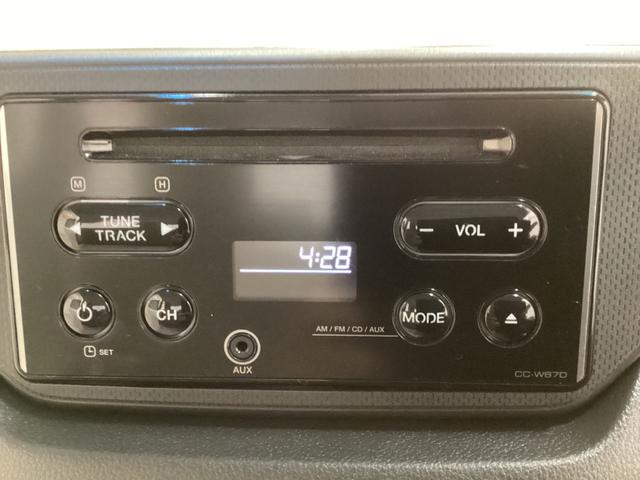 M H
TUNE
TRACK
− VOL +
4:28
CH
MODE
AM / FM / CD / AUX
SET
AUX
CC-W67D